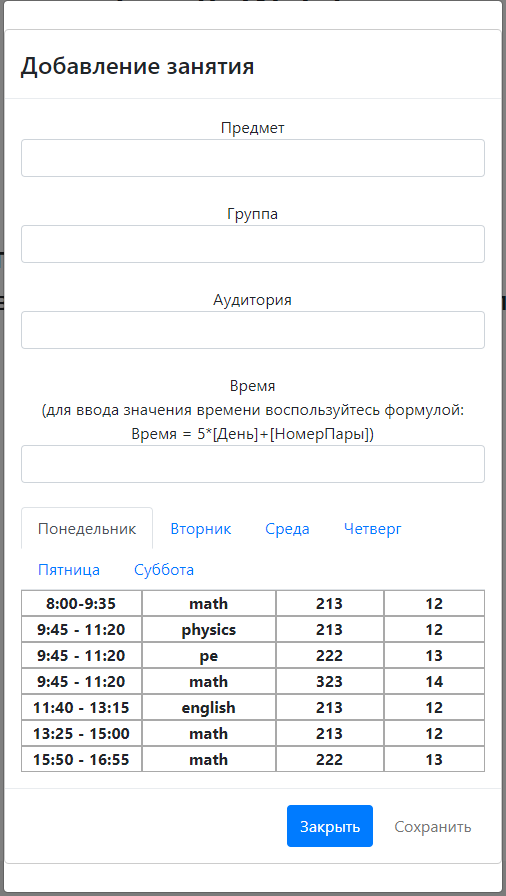 Добавление занятия
Предмет
Группа
Аудитория
Время
(для ввода значения времени воспользуйтесь формулой:
Время = 5*[День]+[НомерПары])
Понедельник Вторник Среда Четверг
Пятница Суббота
8:00-9:35 math 213 12
9:45 - 11:20 physics 213 12
9:45 - 11:20 pe 222 13
9:45 - 11:20 math 323 14
11:40 - 13:15 english 213 12
13:25 - 15:00 math 213 12
15:50 - 16:55 math 222 13
Закрыть Сохранить